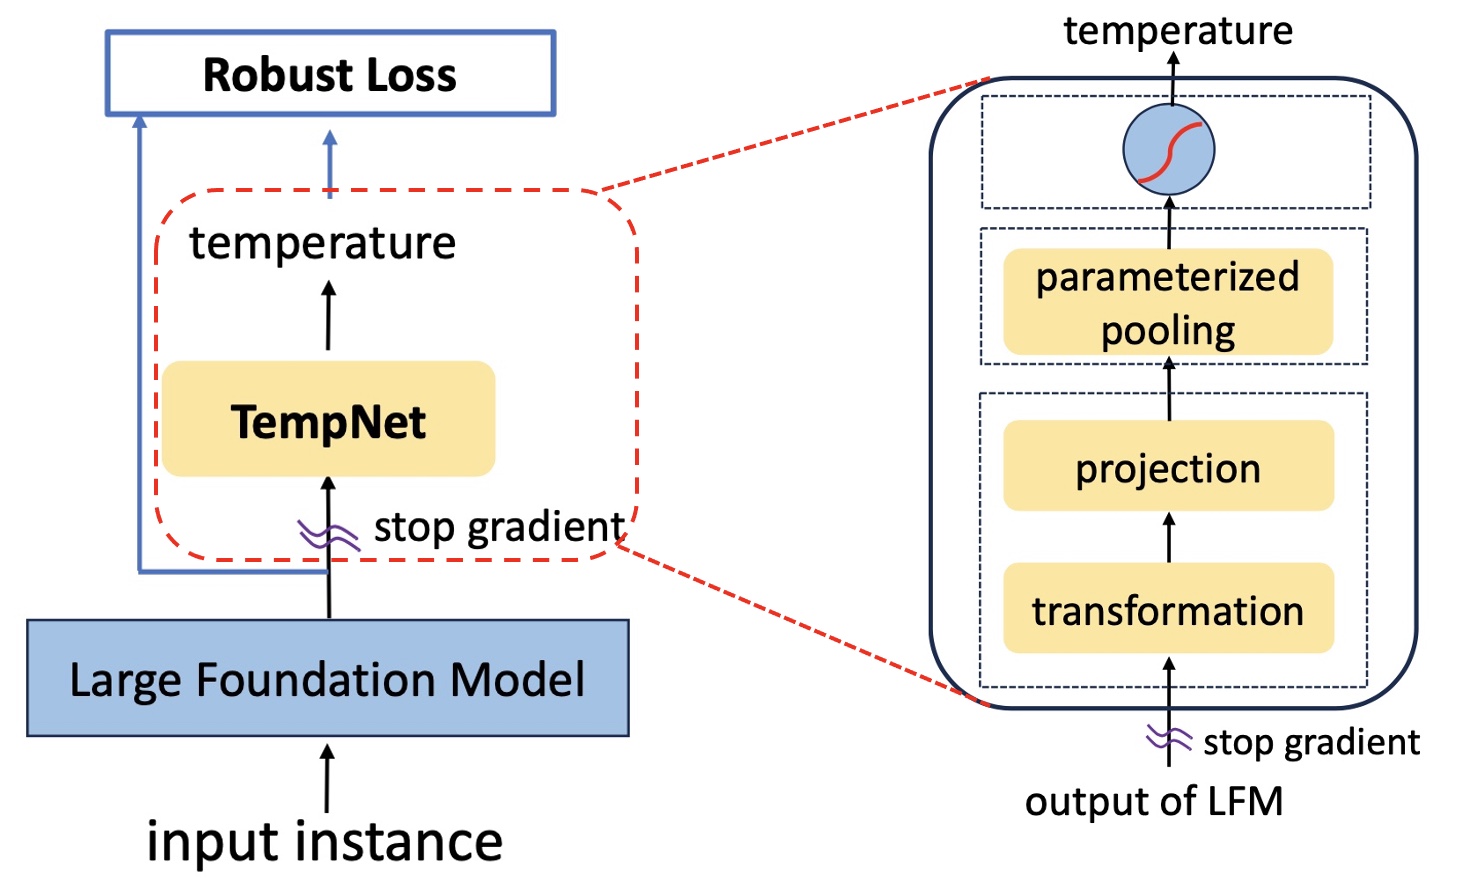 Robust Loss
temperature
TempNet
stop gradient
Large Foundation Model
input instance
temperature
parameterized
pooling
projection
transformation
stop gradient
output of LFM